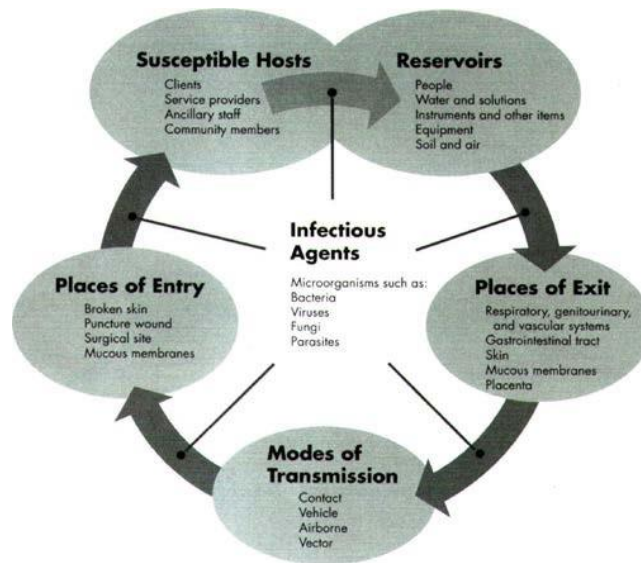 Susceptible Hosts
Clients
Service providers
Ancillary staff
Community members
Reservoirs
People
Water and solutions
Instruments and other items
Equipment
Soil and air
Infectious
Agents
Microorganisms such as:
Bacteria
Viruses
Fungi
Parasites
Places of Entry
Broken skin
Puncture wound
Surgical site
Mucous membranes
Places of Exit
Respiratory, genitourinary,
and vascular systems
Gastrointestinal tract
Skin
Mucous membranes
Placenta
Modes of
Transmission
Contact
Vehicle
Airborne
Vector